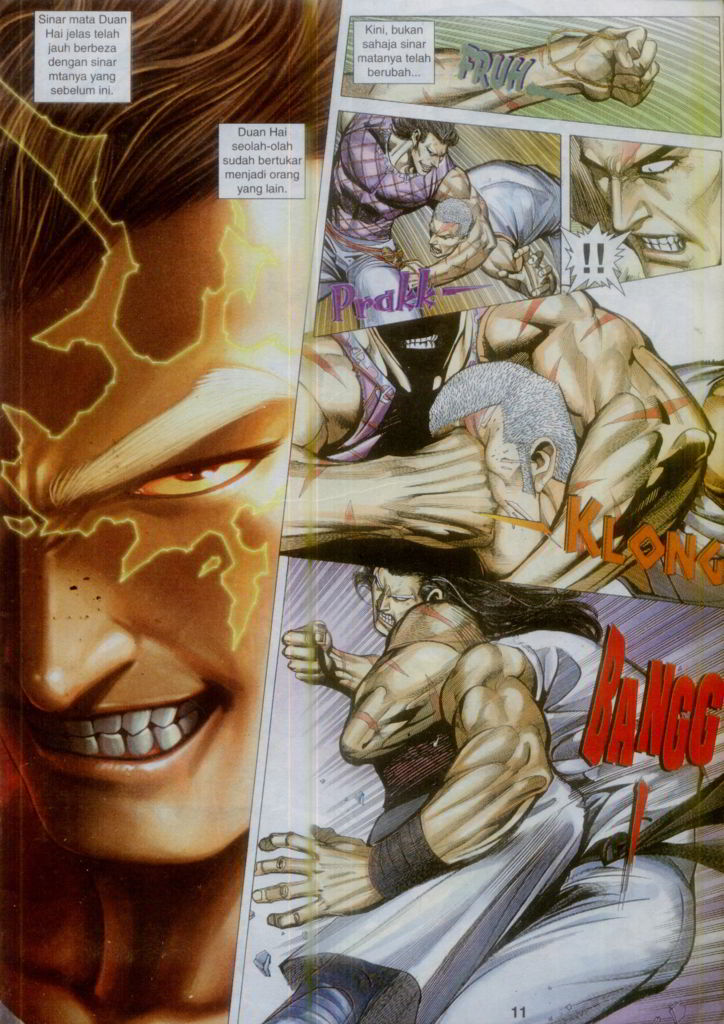 Sinar mata Duan
Hai jelas telah
jauh berbeza
dengan sinar
mtanya yang
sebelum ini.
Duan Hai
seolah-olah
sudah bertukar
menjadi orang
yang lain.
Kini, bukan
sahaja sinar
matanya telah
berubah...
FRUH...
!!
Prakk
KLONG
BANGG
!
11